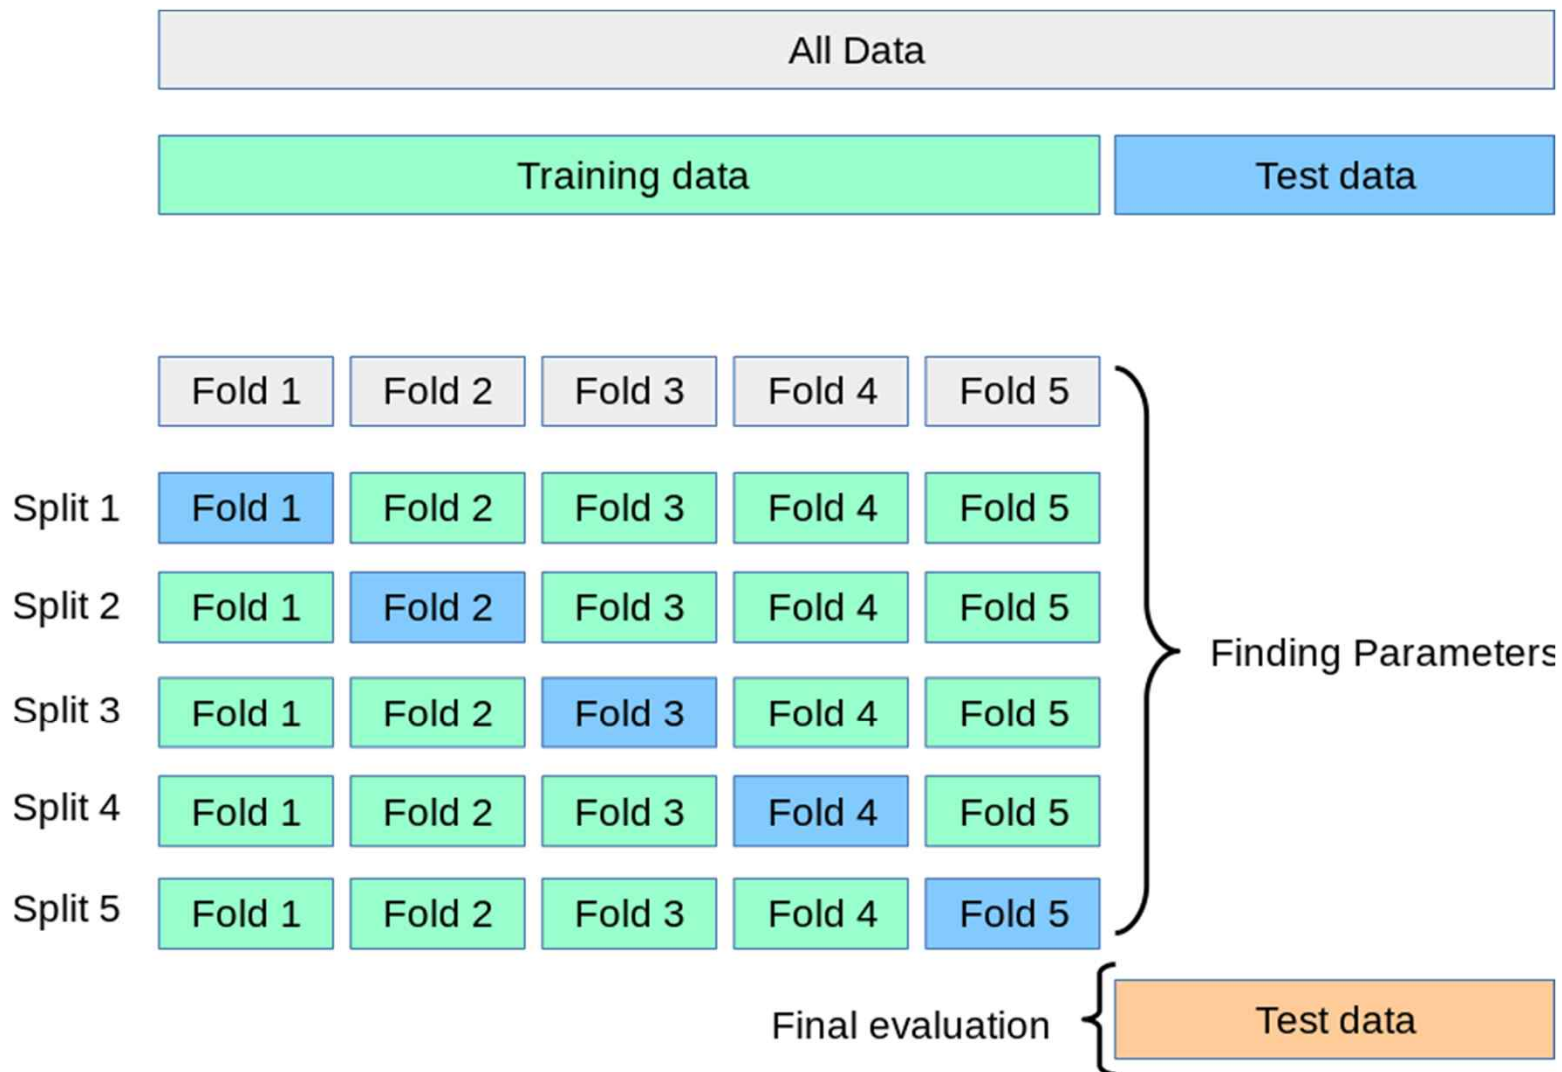 All Data
Training data Test data
Fold 1 Fold 2 Fold 3 Fold 4 Fold 5
Split 1 Fold 1 Fold 2 Fold 3 Fold 4 Fold 5
Split 2 Fold 1 Fold 2 Fold 3 Fold 4 Fold 5
Finding Parameters
Split 3 Fold 1 Fold 2 Fold 3 Fold 4 Fold 5
Split 4 Fold 1 Fold 2 Fold 3 Fold 4 Fold 5
Split 5 Fold 1 Fold 2 Fold 3 Fold 4 Fold 5
Final evaluation Test data